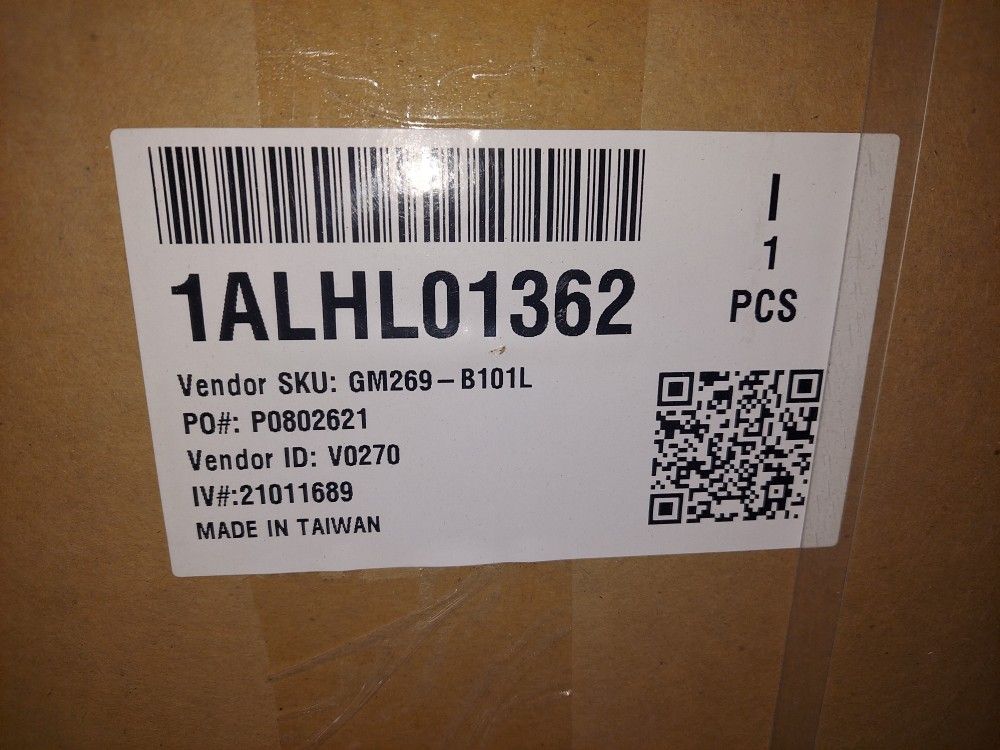 1ALHL01362
Vendor SKU: GM269-B101L
PO#: P0802621
Vendor ID: V0270
IV#:21011689
MADE IN TAIWAN
I
1
PCS